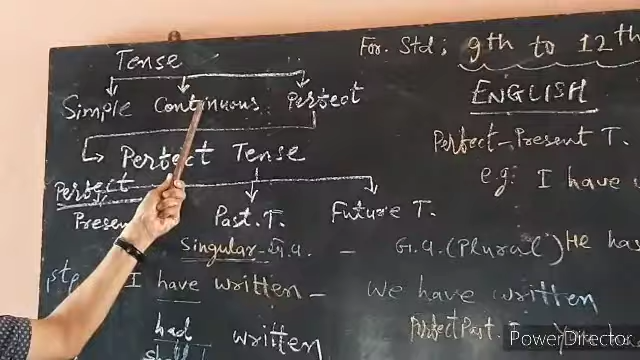 Tense
For. Std; 9th to 12th
Simple Continuous Perfect
ENGLISH
Perfect Tense
Perfect-Present T.
Perfect
e.g: I have
Present
Past.T.
Future T.
Singular
(Plural)
He has
I have written - We have written
had written
Perfect Past.
PowerDirector